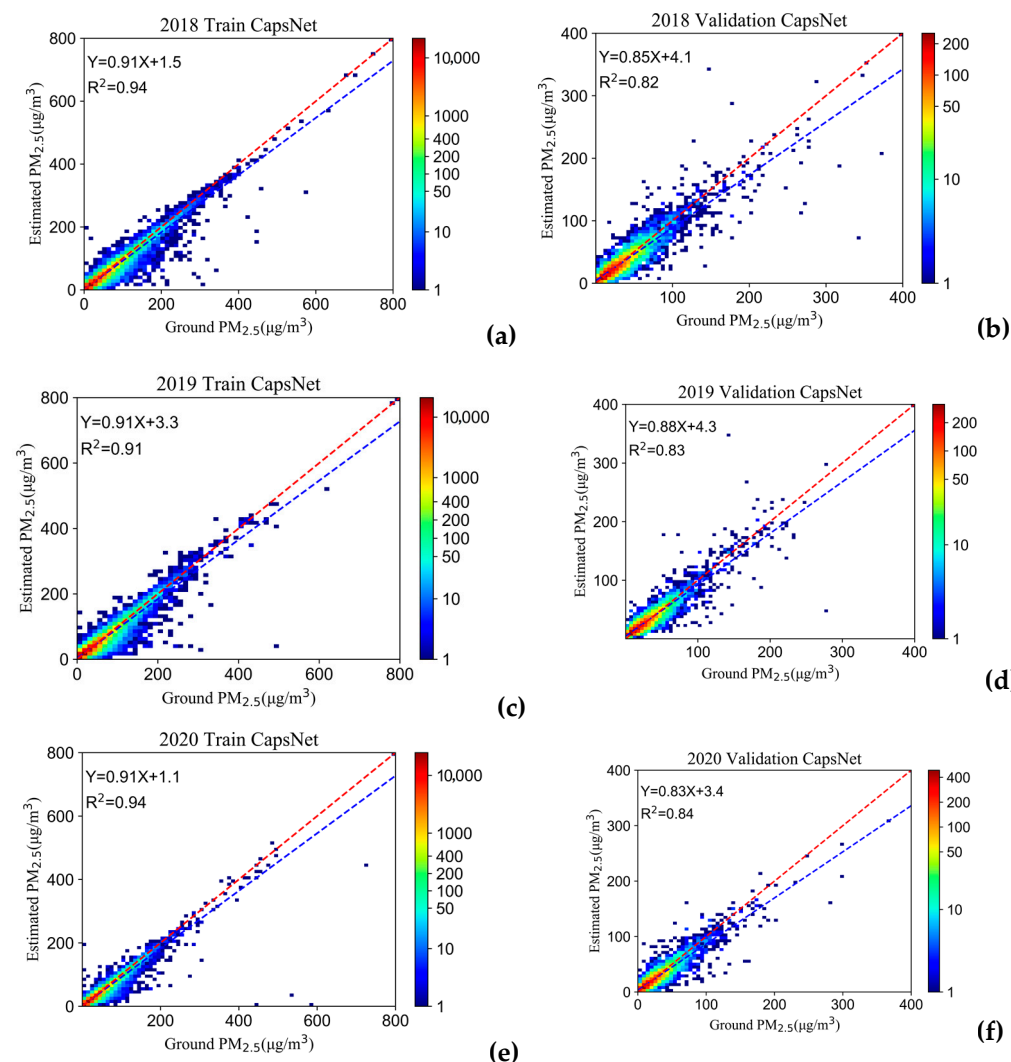 2018 Train CapsNet
800
600
400
200
0
Estimated PM2.5(μg/m³)
Y=0.91X+1.5
R²=0.94
0 200 400 600 800
Ground PM2.5(μg/m³)
10,000
1000
400
200
100
50
10
1
(a)
2018 Validation CapsNet
400
300
200
100
0
Estimated PM2.5(μg/m³)
Y=0.85X+4.1
R²=0.82
100 200 300 400
Ground PM2.5(μg/m³)
200
100
50
10
1
(b)
2019 Train CapsNet
800
600
400
200
0
Estimated PM2.5(μg/m³)
Y=0.91X+3.3
R²=0.91
0 200 400 600 800
Ground PM2.5(μg/m³)
10,000
1000
400
200
100
50
10
1
(c)
2019 Validation CapsNet
400
300
200
100
Estimated PM2.5(μg/m³)
Y=0.88X+4.3
R²=0.83
100 200 300 400
Ground PM2.5(μg/m³)
200
100
50
10
1
(d)
2020 Train CapsNet
800
600
400
200
0
Estimated PM2.5(μg/m³)
Y=0.91X+1.1
R²=0.94
200 400 600 800
Ground PM2.5(μg/m³)
10,000
1000
400
200
100
50
10
1
(e)
2020 Validation CapsNet
400
300
200
100
0
Estimated PM2.5(μg/m³)
Y=0.83X+3.4
R²=0.84
0 100 200 300 400
Ground PM2.5(μg/m³)
400
200
100
50
10
1
(f)